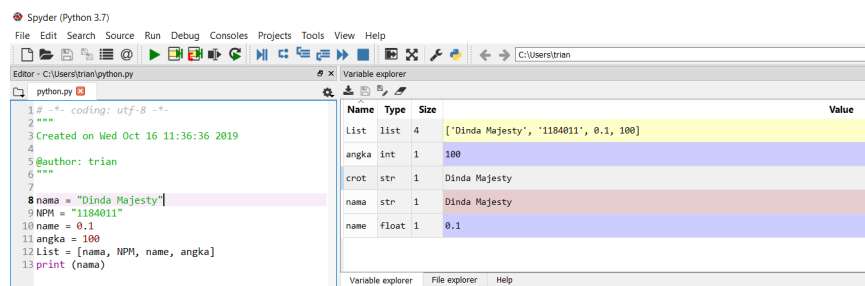 Spyder (Python 3.7)
File Edit Search Source Run Debug Consoles Projects Tools View Help
C:\Users\trian
Editor - C:\Users\trian\python.py
Variable explorer
python.py
Name Type Size Value
1 # -*- coding: utf-8 -*-
2 """
3 Created on Wed Oct 16 11:36:36 2019
4
5 @author: trian
6 """
7
8 nama = "Dinda Majesty"
9 NPM = "1184011"
10 name = 0.1
11 angka = 100
12 List = [nama, NPM, name, angka]
13 print (nama)
List list 4 ['Dinda Majesty', '1184011', 0.1, 100]
angka int 1 100
crot str 1 Dinda Majesty
nama str 1 Dinda Majesty
name float 1 0.1
Variable explorer File explorer Help